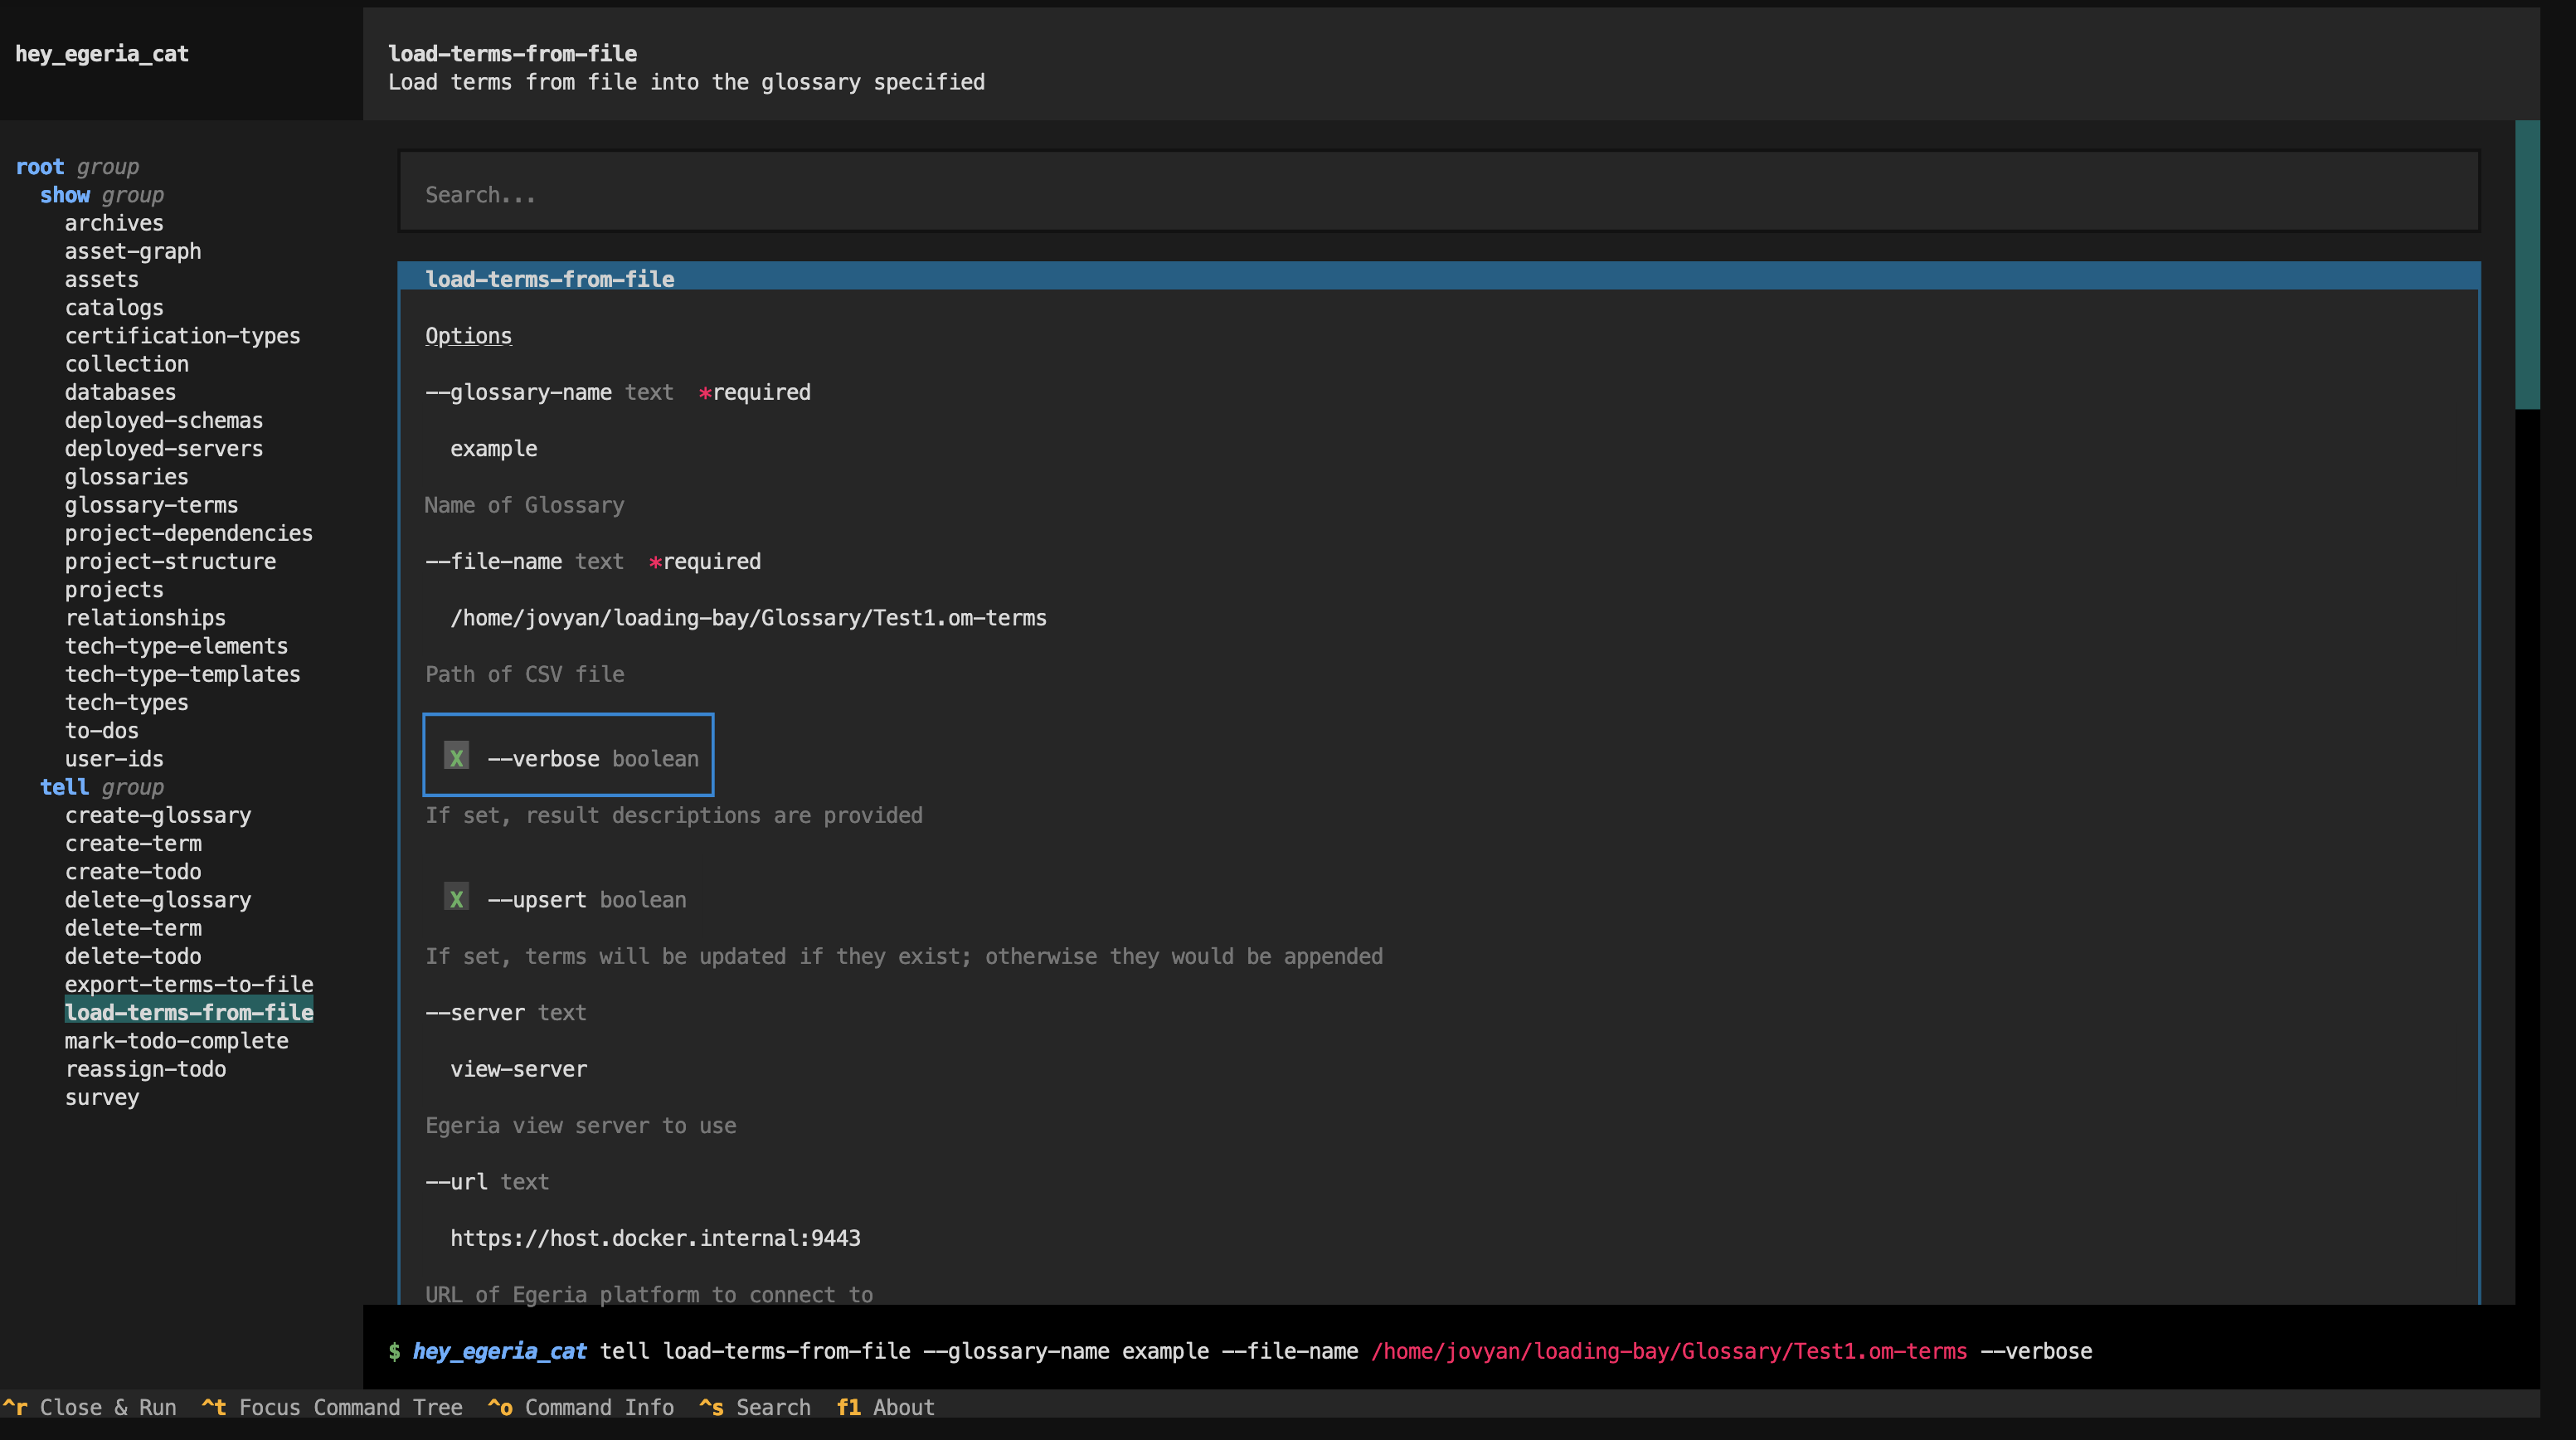 hey_egeria_cat
load-terms-from-file
Load terms from file into the glossary specified
root group
show group
archives
asset-graph
assets
catalogs
certification-types
collection
databases
deployed-schemas
deployed-servers
glossaries
glossary-terms
project-dependencies
project-structure
projects
relationships
tech-type-elements
tech-type-templates
tech-types
to-dos
user-ids
tell group
create-glossary
create-term
create-todo
delete-glossary
delete-term
delete-todo
export-terms-to-file
load-terms-from-file
mark-todo-complete
reassign-todo
survey
Search...
load-terms-from-file
Options
--glossary-name text *required
example
Name of Glossary
--file-name text *required
/home/jovyan/loading-bay/Glossary/Test1.om-terms
Path of CSV file
X --verbose boolean
If set, result descriptions are provided
X --upsert boolean
If set, terms will be updated if they exist; otherwise they would be appended
--server text
view-server
Egeria view server to use
--url text
https://host.docker.internal:9443
URL of Egeria platform to connect to
$ hey_egeria_cat tell load-terms-from-file --glossary-name example --file-name /home/jovyan/loading-bay/Glossary/Test1.om-terms --verbose
^r Close & Run ^t Focus Command Tree ^o Command Info ^s Search f1 About